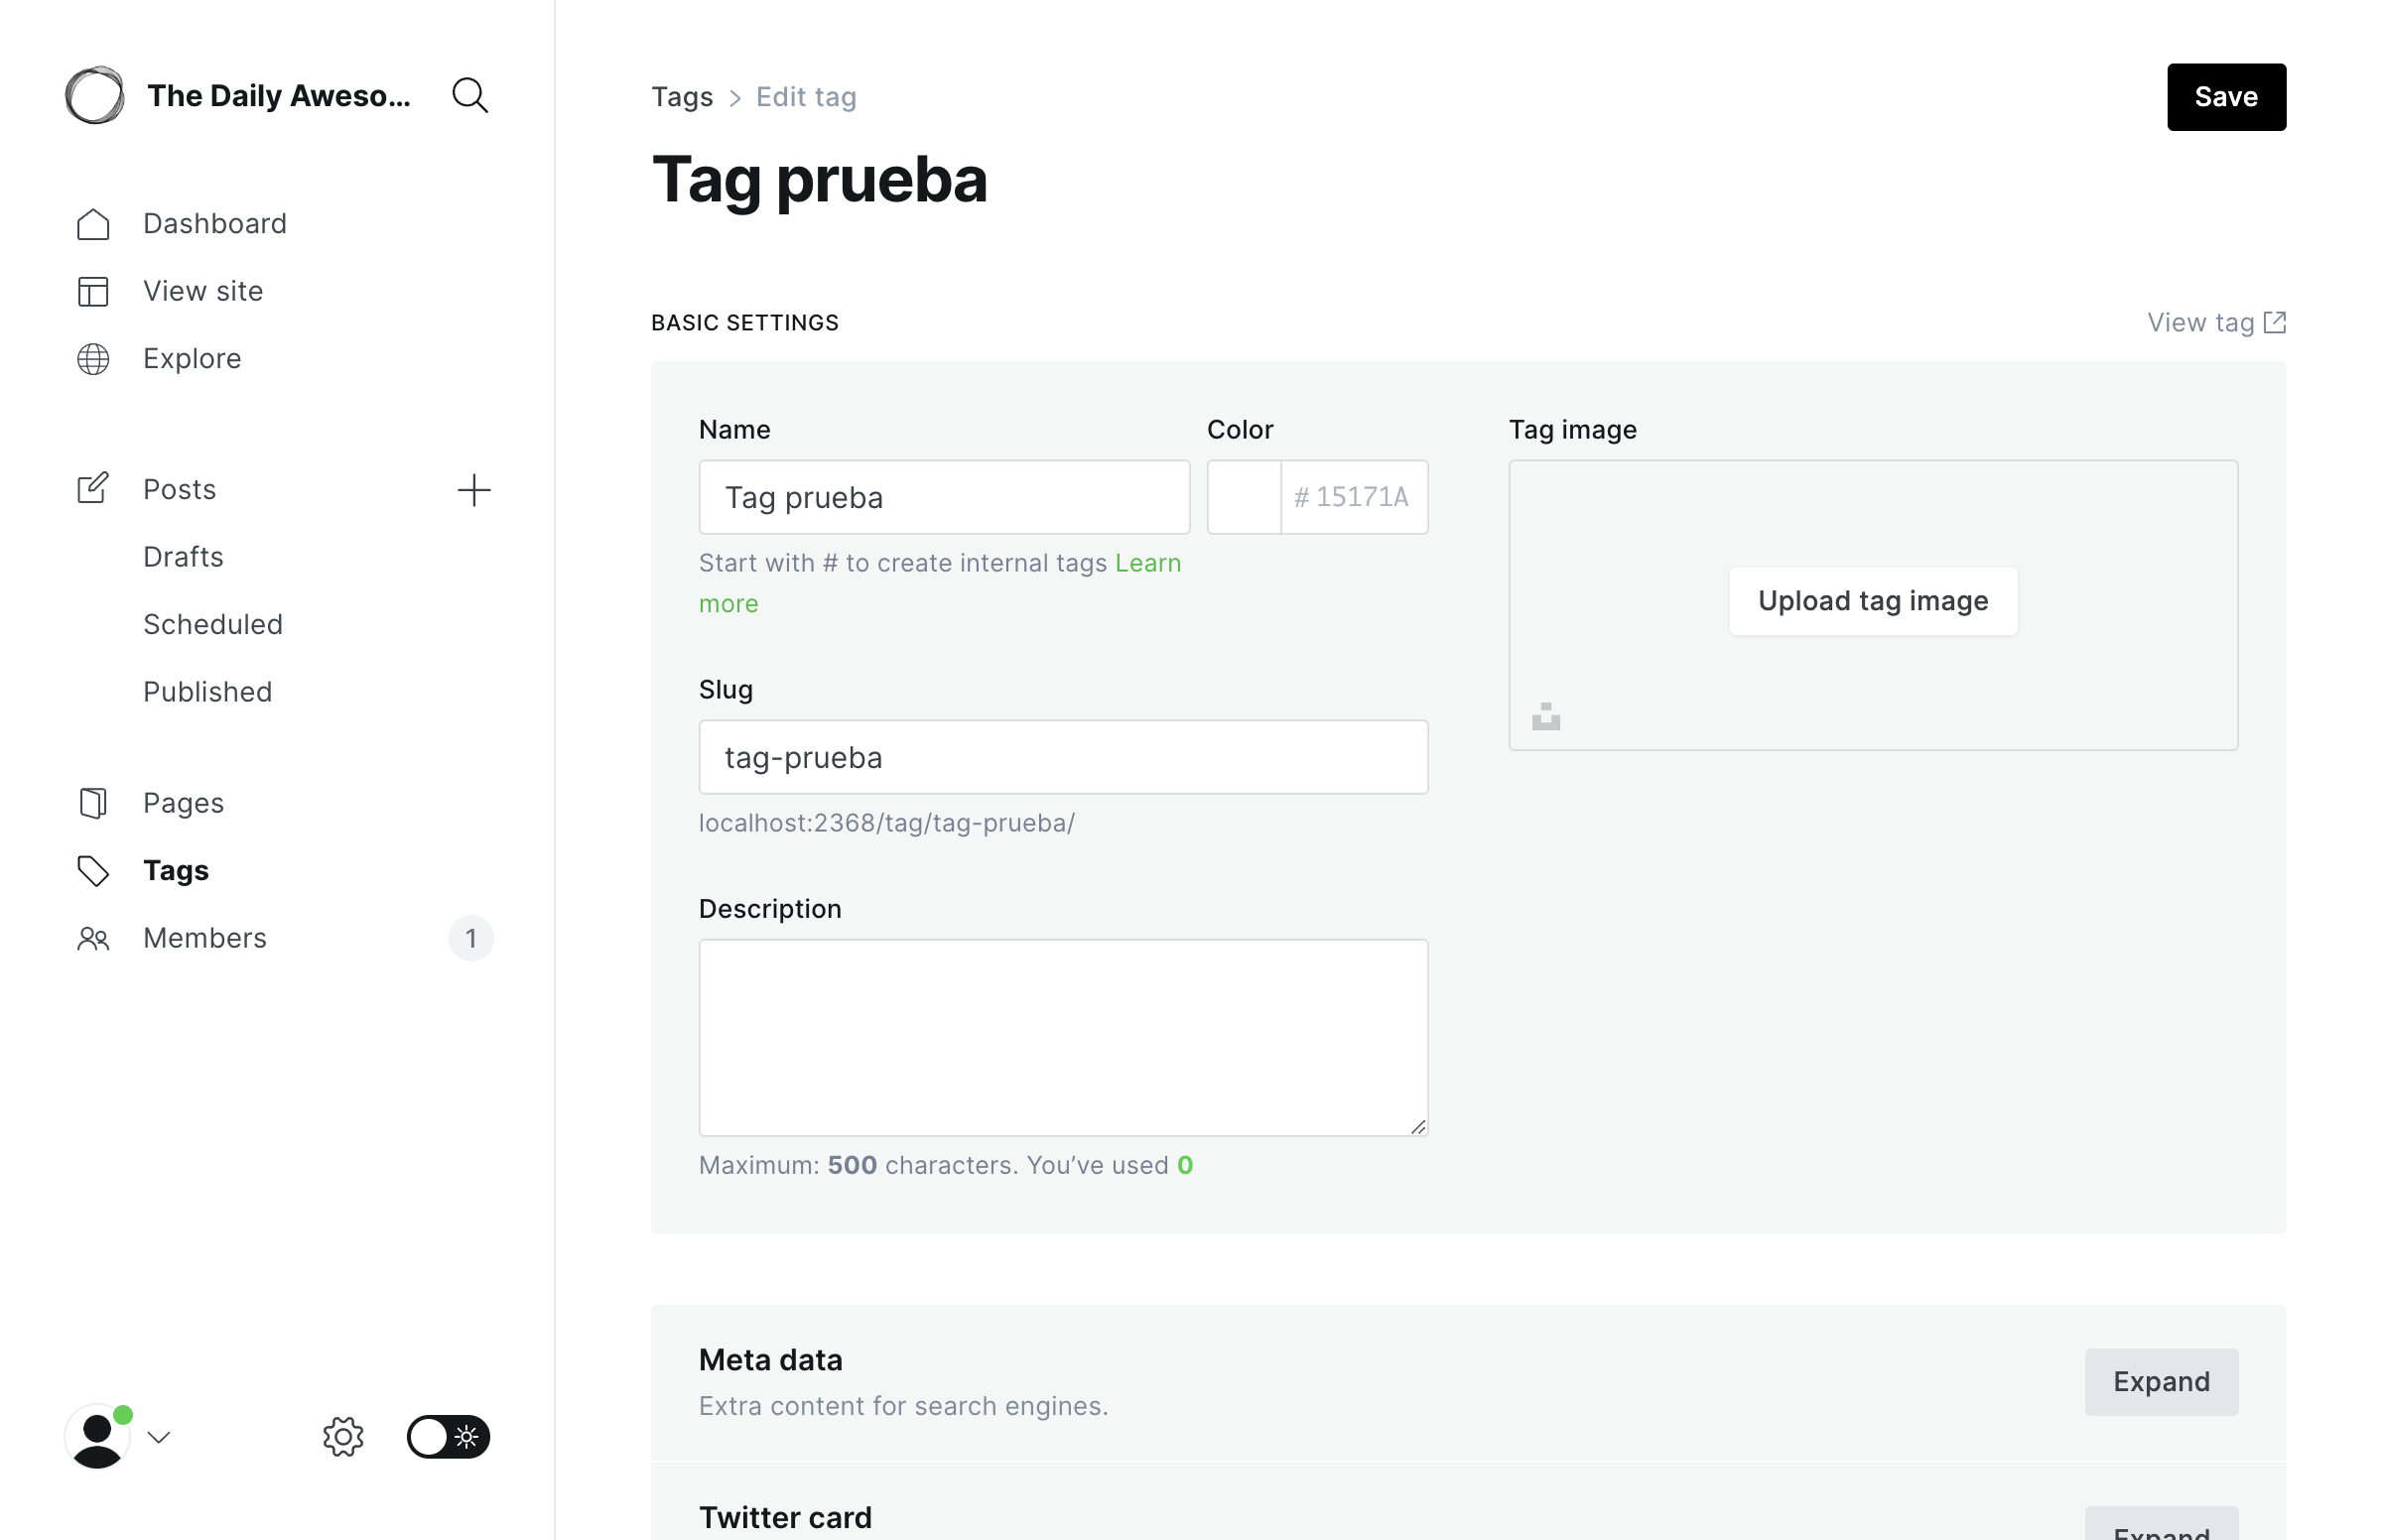 The Daily Aweso...
Dashboard
View site
Explore
Posts
Drafts
Scheduled
Published
Pages
Tags
Members
1
Tags > Edit tag
Save
Tag prueba
BASIC SETTINGS
View tag
Name
Tag prueba
Start with # to create internal tags Learn
more
Color
# 15171A
Slug
tag-prueba
localhost:2368/tag/tag-prueba/
Description
Maximum: 500 characters. You’ve used 0
Tag image
Upload tag image
Meta data
Extra content for search engines.
Expand
Twitter card
Expand